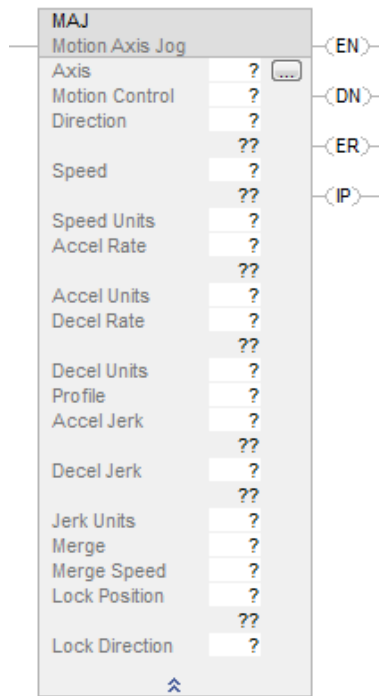 MAJ
Motion Axis Jog
(EN)
Axis ? ...
Motion Control ?
(DN)
Direction ?
??
(ER)
Speed ?
??
(IP)
Speed Units ?
Accel Rate ?
??
Accel Units ?
Decel Rate ?
??
Decel Units ?
Profile ?
Accel Jerk ?
??
Decel Jerk ?
??
Jerk Units ?
Merge ?
Merge Speed ?
Lock Position ?
??
Lock Direction ?